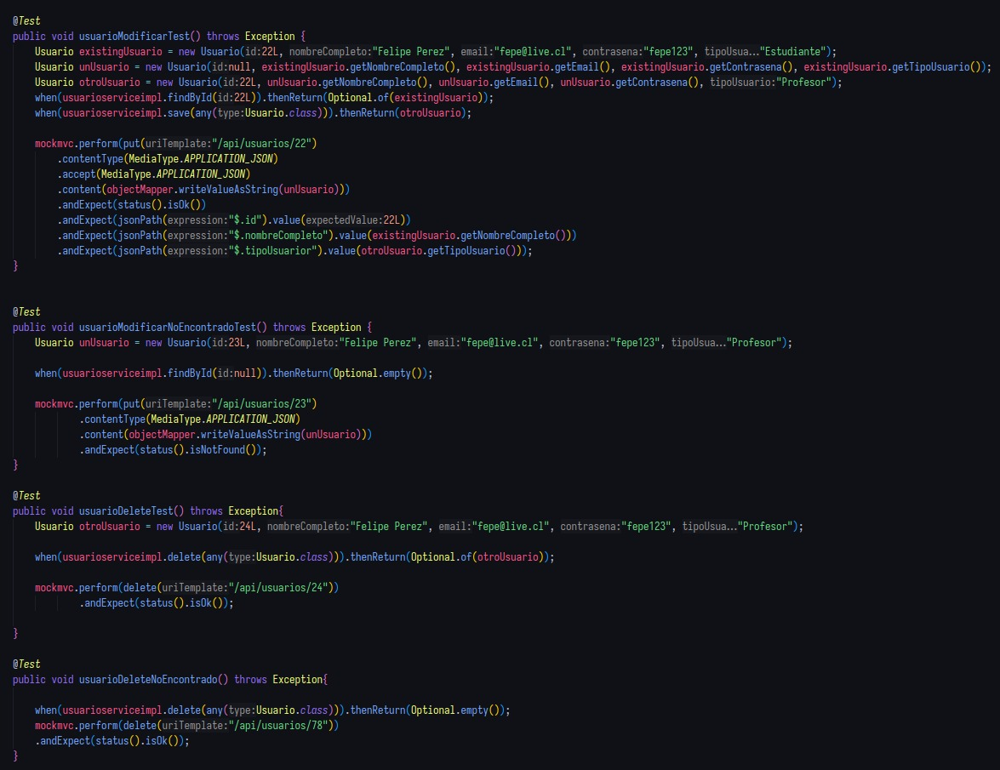 @Test
public void usuarioModificarTest() throws Exception {
    Usuario existingUsuario = new Usuario(id:22L, nombreCompleto:"Felipe Perez", email:"fepe@live.cl", contrasena:"fepe123", tipoUsua..."Estudiante");
    Usuario unUsuario = new Usuario(id:null, existingUsuario.getNombreCompleto(), existingUsuario.getEmail(), existingUsuario.getContrasena(), existingUsuario.getTipoUsuario());
    Usuario otroUsuario = new Usuario(id:22L, unUsuario.getNombreCompleto(), unUsuario.getEmail(), unUsuario.getContrasena(), tipoUsuario:"Profesor");
    when(usuarioserviceimpl.findById(id:22L)).thenReturn(Optional.of(existingUsuario));
    when(usuarioserviceimpl.save(any(type:Usuario.class))).thenReturn(otroUsuario);

    mockmvc.perform(put(uriTemplate:"/api/usuarios/22")
        .contentType(MediaType.APPLICATION_JSON)
        .accept(MediaType.APPLICATION_JSON)
        .content(objectMapper.writeValueAsString(unUsuario)))
        .andExpect(status().isOk())
        .andExpect(jsonPath(expression:"$.id").value(expectedValue:22L))
        .andExpect(jsonPath(expression:"$.nombreCompleto").value(existingUsuario.getNombreCompleto()))
        .andExpect(jsonPath(expression:"$.tipoUsuarior").value(otroUsuario.getTipoUsuario()));
}

@Test
public void usuarioModificarNoEncontradoTest() throws Exception {
    Usuario unUsuario = new Usuario(id:23L, nombreCompleto:"Felipe Perez", email:"fepe@live.cl", contrasena:"fepe123", tipoUsua..."Profesor");

    when(usuarioserviceimpl.findById(id:null)).thenReturn(Optional.empty());

    mockmvc.perform(put(uriTemplate:"/api/usuarios/23")
            .contentType(MediaType.APPLICATION_JSON)
            .content(objectMapper.writeValueAsString(unUsuario)))
            .andExpect(status().isNotFound());
}

@Test
public void usuarioDeleteTest() throws Exception{
    Usuario otroUsuario = new Usuario(id:24L, nombreCompleto:"Felipe Perez", email:"fepe@live.cl", contrasena:"fepe123", tipoUsua..."Profesor");

    when(usuarioserviceimpl.delete(any(type:Usuario.class))).thenReturn(Optional.of(otroUsuario));

    mockmvc.perform(delete(uriTemplate:"/api/usuarios/24"))
            .andExpect(status().isOk());

}

@Test
public void usuarioDeleteNoEncontrado() throws Exception{

    when(usuarioserviceimpl.delete(any(type:Usuario.class))).thenReturn(Optional.empty());
    mockmvc.perform(delete(uriTemplate:"/api/usuarios/78"))
    .andExpect(status().isOk());
}